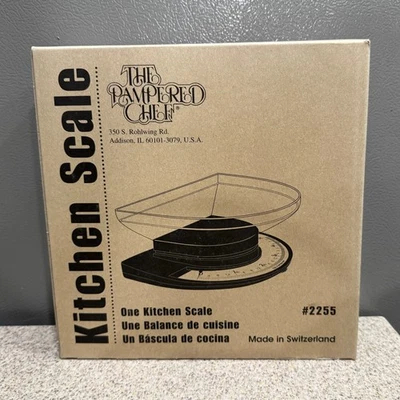 Kitchen Scale
THE
PAMPERED
CHEF®
350 S. Rohlwing Rd.
Addison, IL 60101-3079, U.S.A.
One Kitchen Scale
Une Balance de cuisine
Un Báscula de cocina
#2255
Made in Switzerland